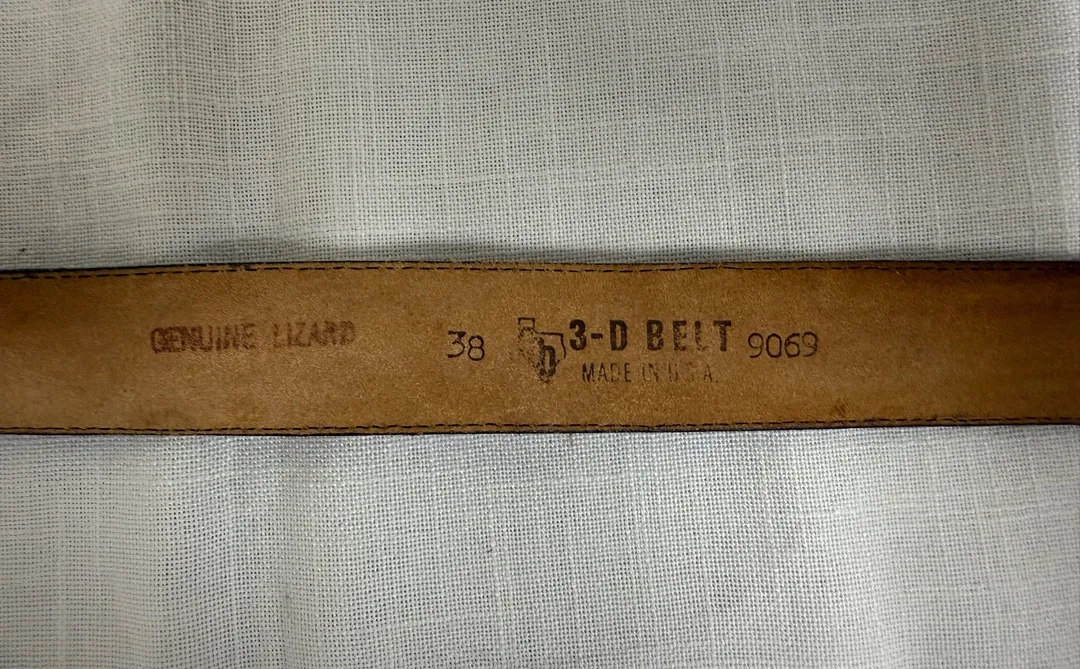 GENUINE LIZARD 38 3-D BELT 9069
MADE IN U.S.A.